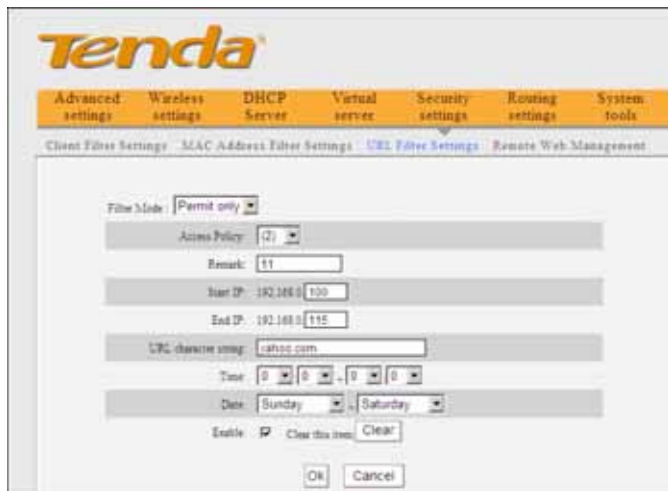 Tenda
Advanced settings Wireless settings DHCP Server Virtual server Security settings Routing settings System tools
Client Filter Settings MAC Address Filter Settings URL Filter Settings Remote Web Management
Filter Mode: Permit only
Access Policy: (2)
Remark: 11
Start IP: 192.168.0.100
End IP: 192.168.0.115
URL character string: yahoo.com
Time: 0 0 - 0 0
Date: Sunday - Saturday
Enable: Clear this item: Clear
Ok Cancel